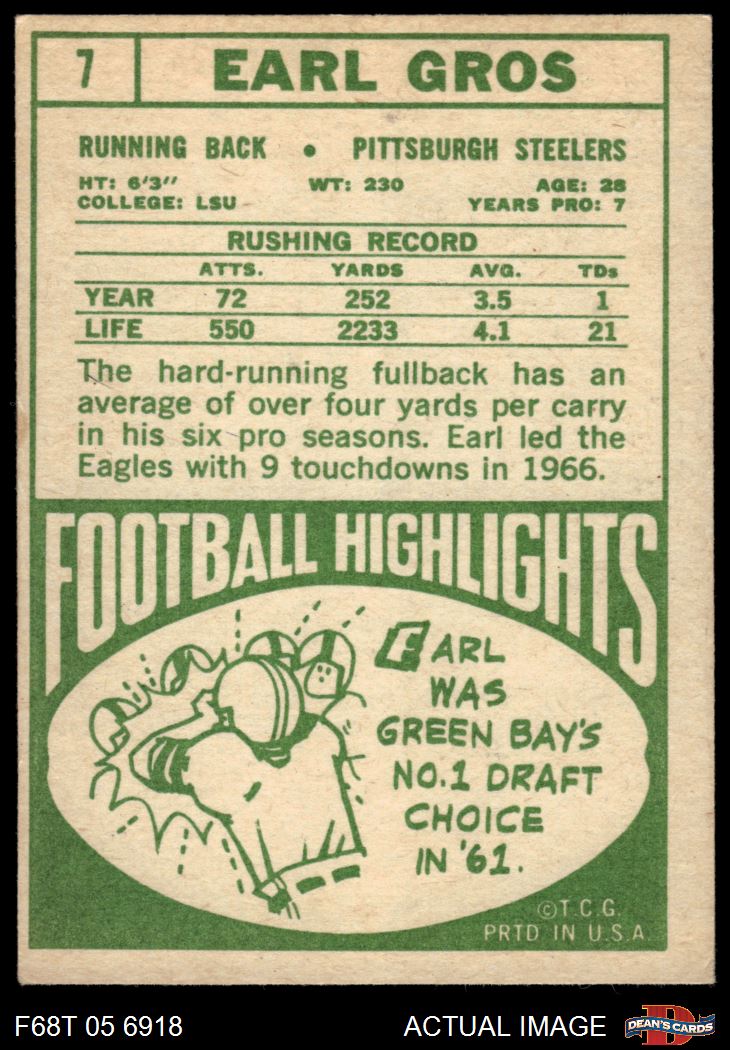 7
EARL GROS
RUNNING BACK • PITTSBURGH STEELERS
HT: 6'3" WT: 230 AGE: 28
COLLEGE: LSU YEARS PRO: 7
RUSHING RECORD
ATTS. YARDS AVG. TDs
YEAR 72 252 3.5 1
LIFE 550 2233 4.1 21
The hard-running fullback has an
average of over four yards per carry
in his six pro seasons. Earl led the
Eagles with 9 touchdowns in 1966.
FOOTBALL HIGHLIGHTS
EARL
WAS
GREEN BAY'S
NO.1 DRAFT
CHOICE
IN '61.
©T.C.G.
PRTD IN U.S.A.
F68T 05 6918 ACTUAL IMAGE
D
DEAN'S CARDS